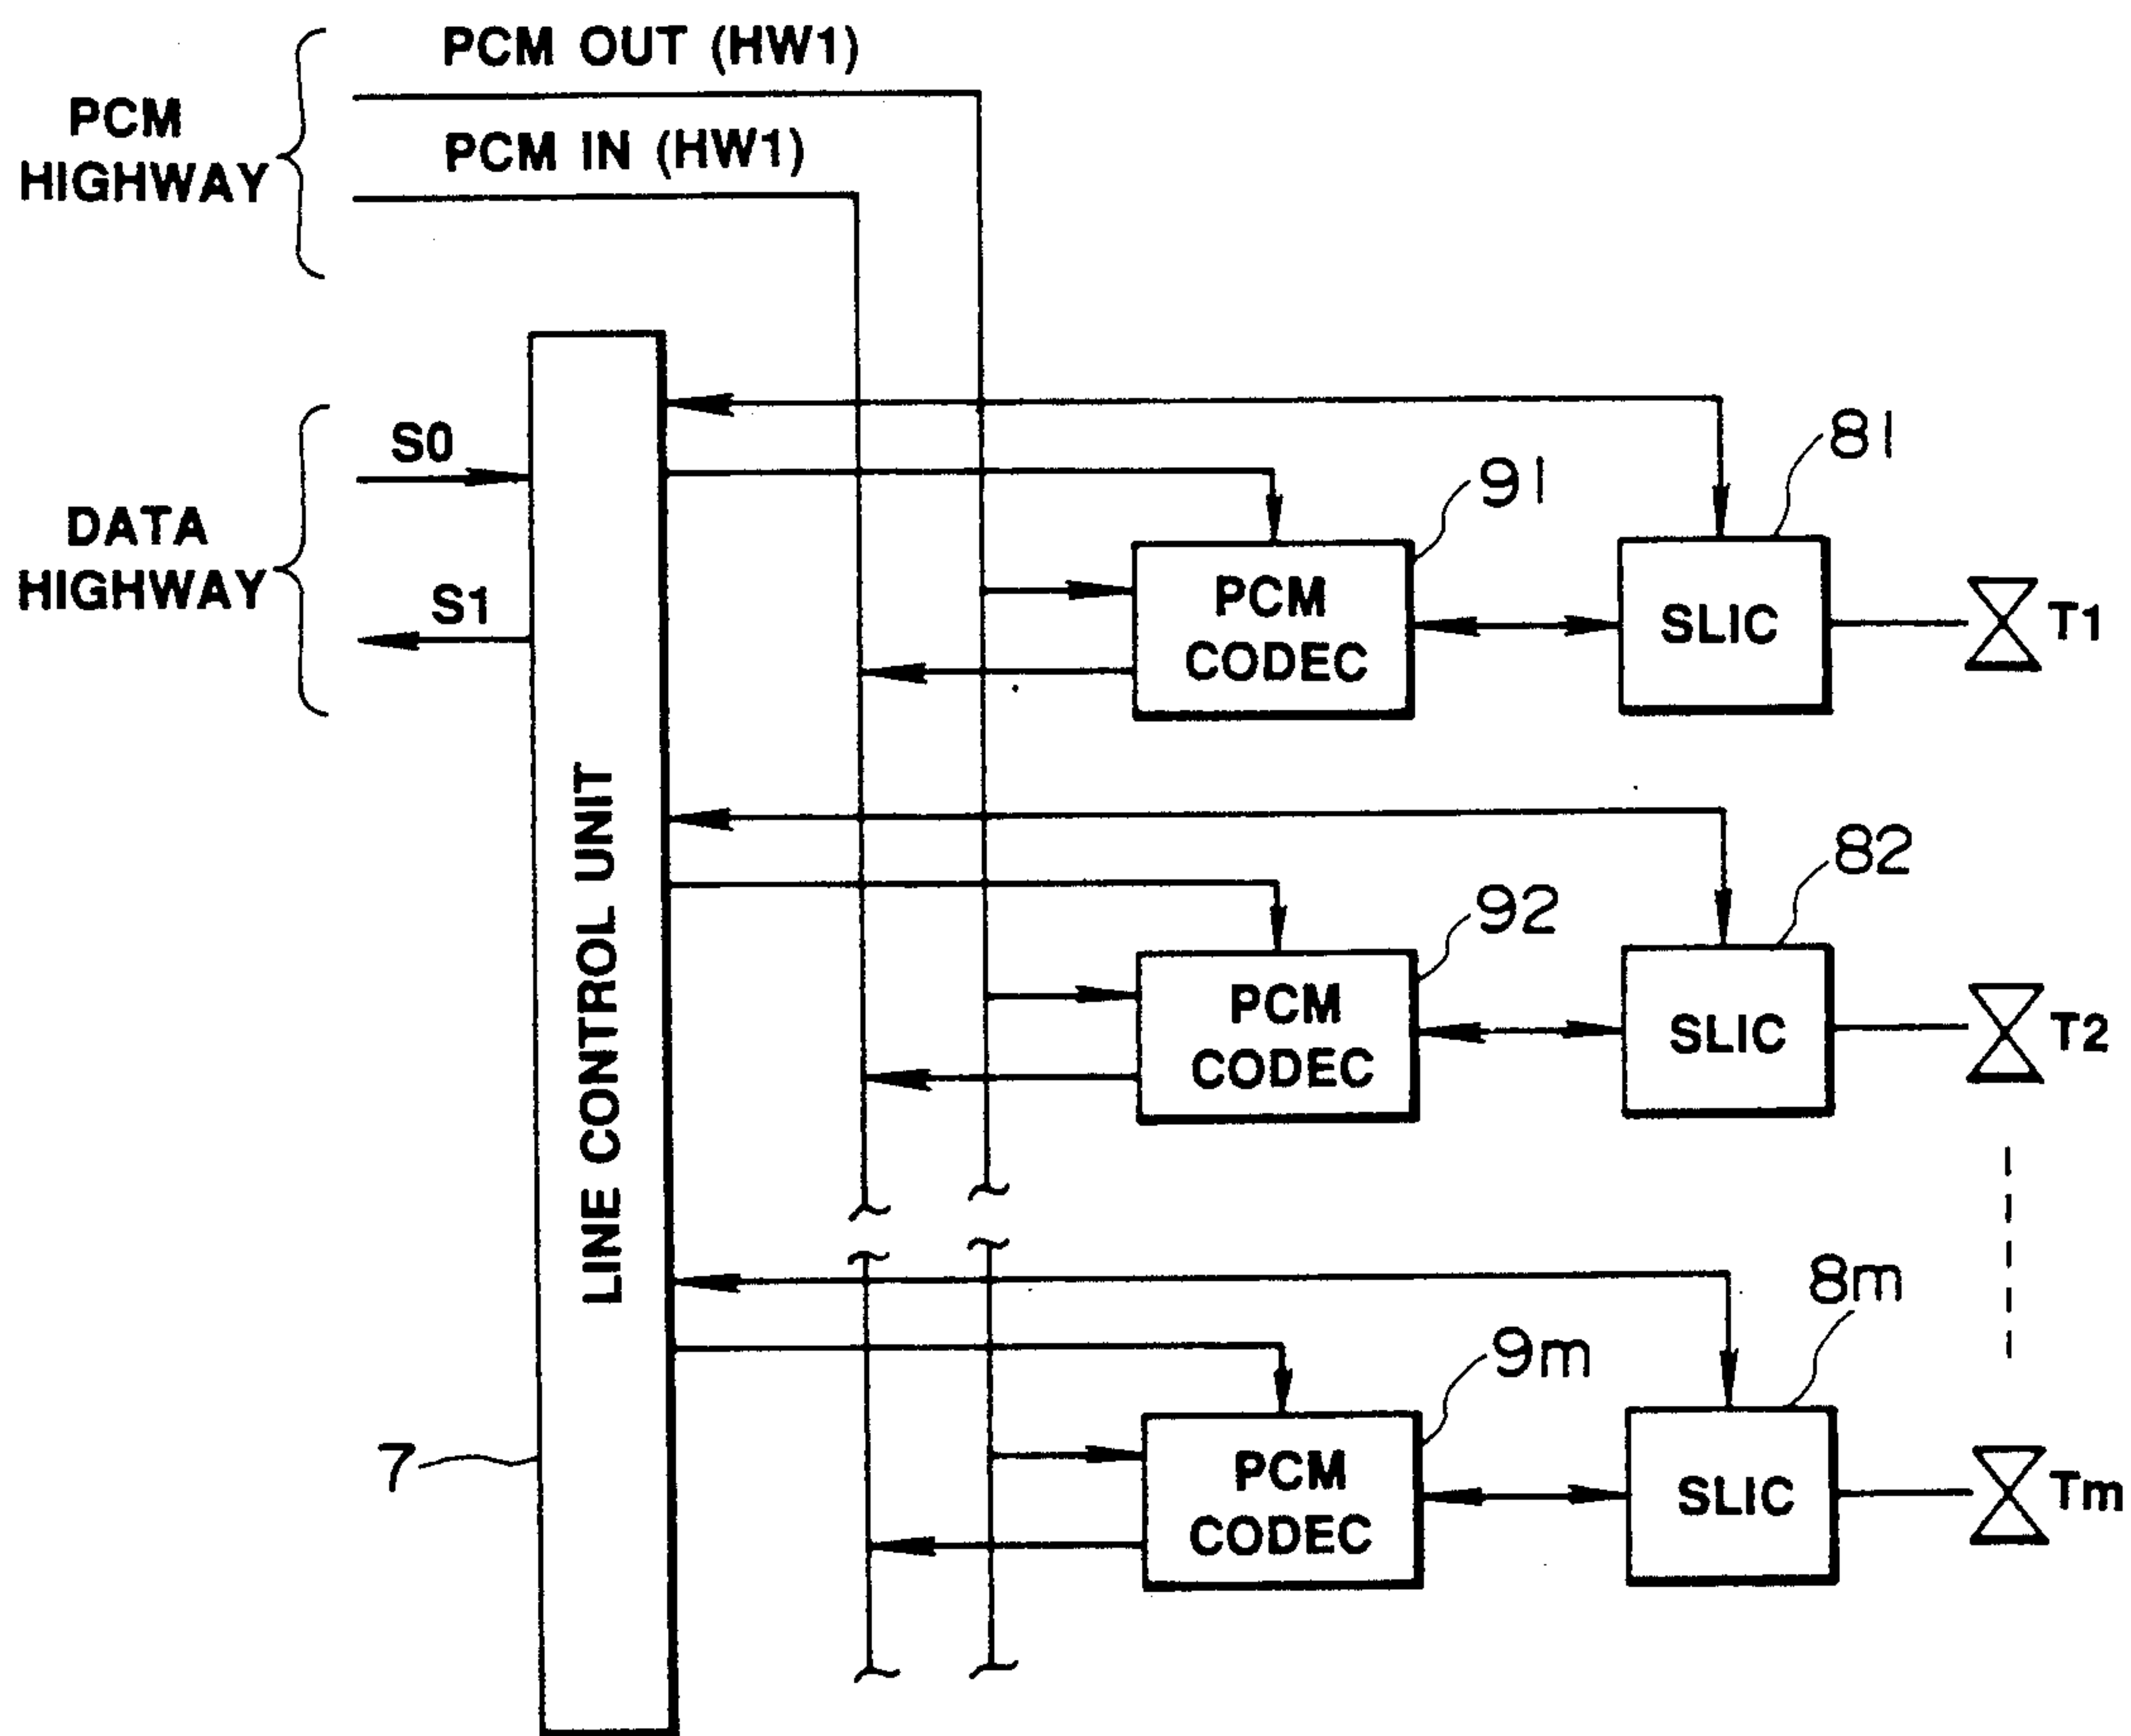 PCM OUT (HW1)
PCM
HIGHWAY
PCM IN (HW1)
DATA
HIGHWAY
S0
S1
LINE CONTROL UNIT
7
91
PCM
CODEC
81
SLIC
T1
92
PCM
CODEC
82
SLIC
T2
9m
PCM
CODEC
8m
SLIC
Tm